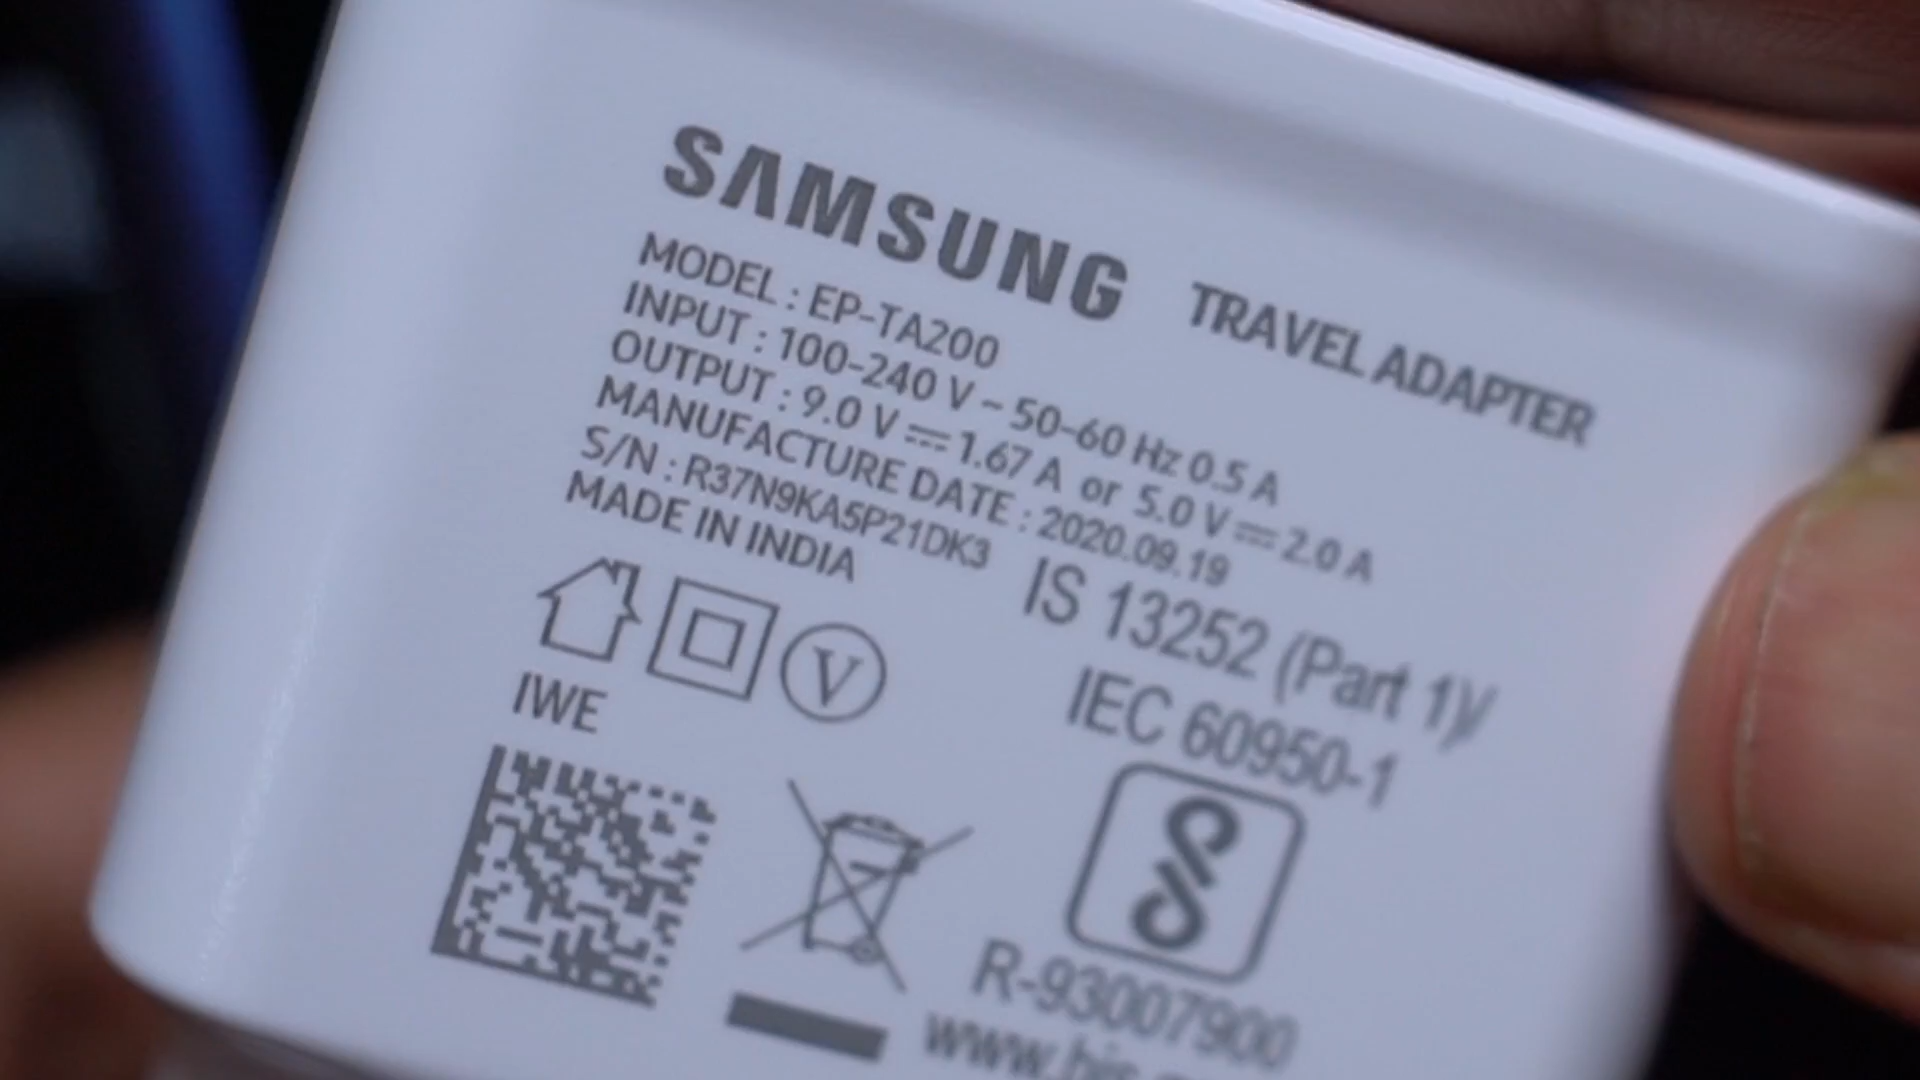 SAMSUNG TRAVEL ADAPTER
MODEL : EP-TA200
INPUT : 100-240 V ~ 50-60 Hz 0.5 A
OUTPUT : 9.0 V ⎓ 1.67 A or 5.0 V ⎓ 2.0 A
MANUFACTURE DATE : 2020.09.19
S/N : R37N9KA5P21DK3
MADE IN INDIA
IS 13252 (Part 1)/
IEC 60950-1
V
IWE
R-93007900
www.bis.